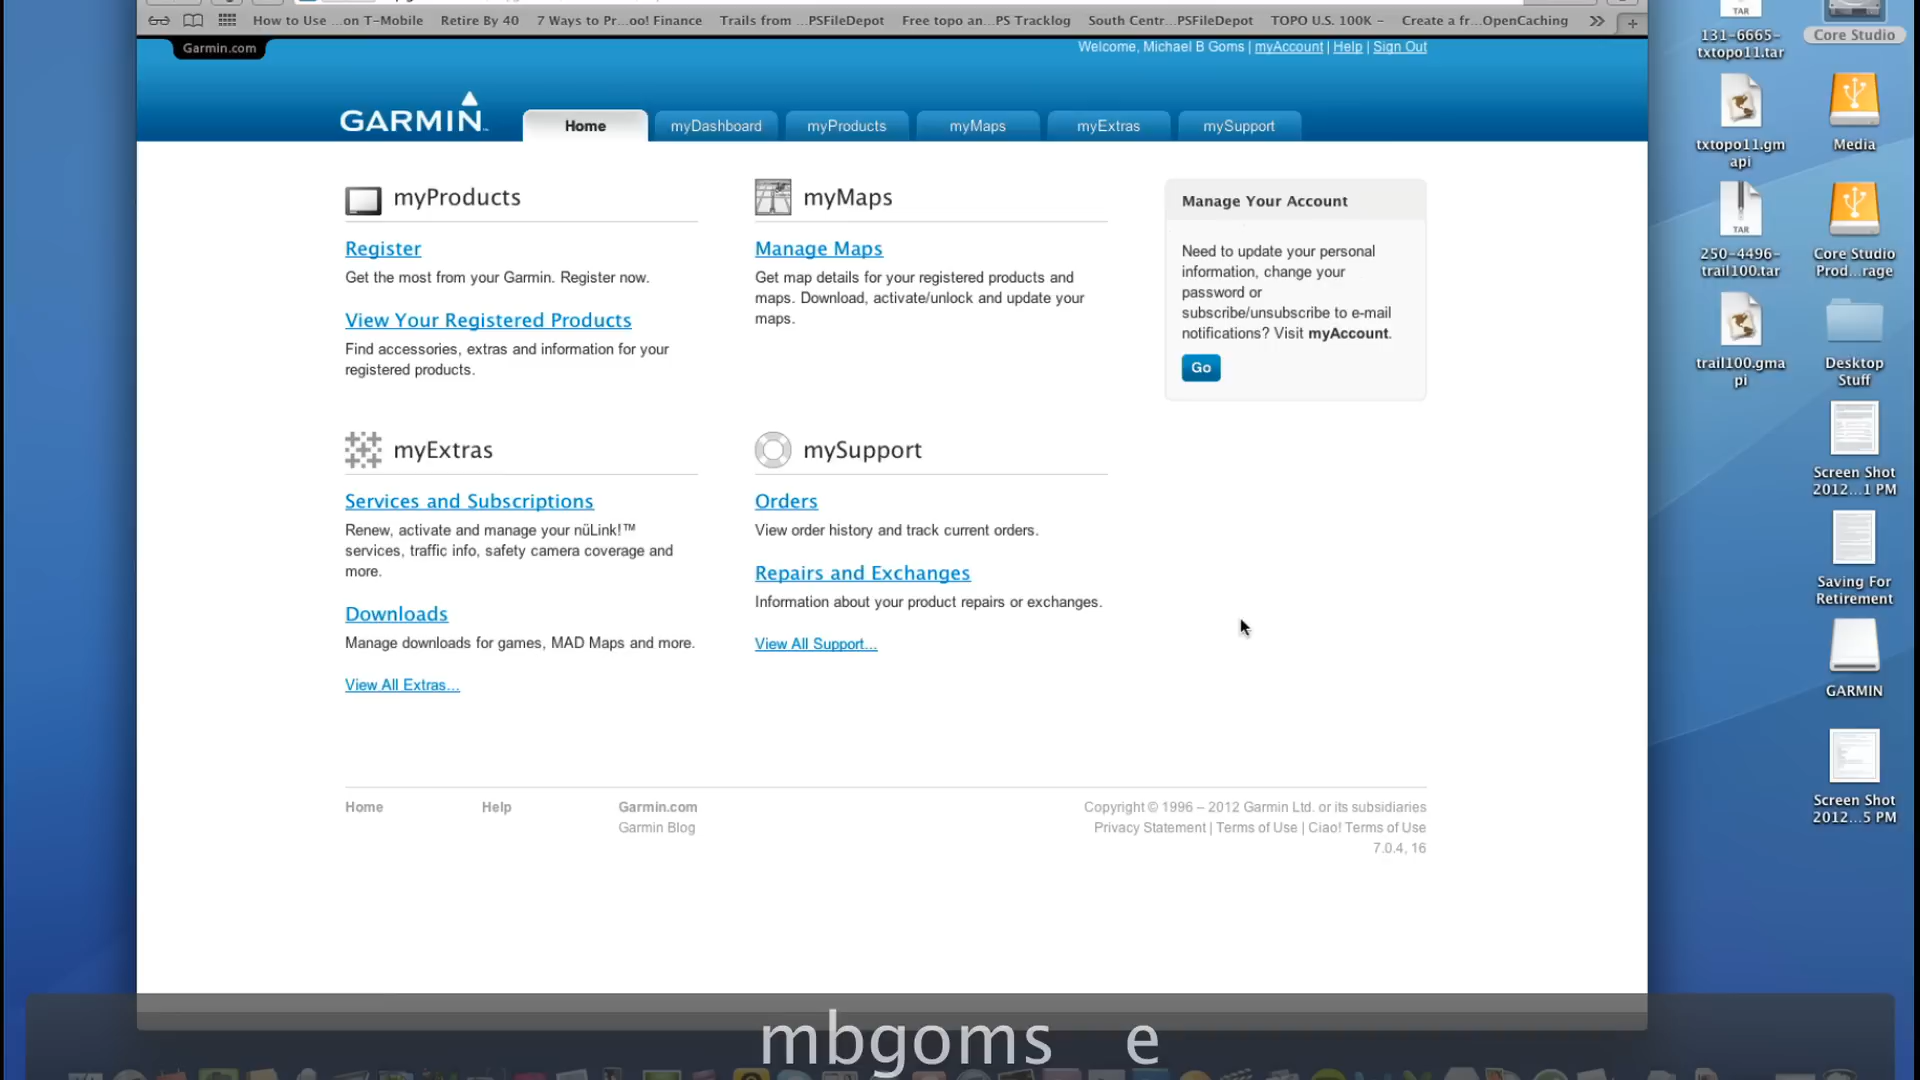 How to Use ...on T-Mobile Retire By 40 7 Ways to Pr...oo! Finance Trails from ...PSFileDepot Free topo an...PS Tracklog South Centr...PSFileDepot TOPO U.S. 100K – Create a fr...OpenCaching
Garmin.com
Welcome, Michael B Goms | myAccount | Help | Sign Out
GARMIN
Home myDashboard myProducts myMaps myExtras mySupport
myProducts
Register
Get the most from your Garmin. Register now.
View Your Registered Products
Find accessories, extras and information for your
registered products.
myMaps
Manage Maps
Get map details for your registered products and
maps. Download, activate/unlock and update your
maps.
Manage Your Account
Need to update your personal
information, change your
password or
subscribe/unsubscribe to e-mail
notifications? Visit myAccount.
Go
myExtras
Services and Subscriptions
Renew, activate and manage your nüLink!™
services, traffic info, safety camera coverage and
more.
Downloads
Manage downloads for games, MAD Maps and more.
View All Extras...
mySupport
Orders
View order history and track current orders.
Repairs and Exchanges
Information about your product repairs or exchanges.
View All Support...
Home Help Garmin.com
Garmin Blog
Copyright © 1996 – 2012 Garmin Ltd. or its subsidiaries
Privacy Statement | Terms of Use | Ciao! Terms of Use
7.0.4, 16
TAR
131-6665-
txtopo11.tar
txtopo11.gm
api
TAR
250-4496-
trail100.tar
trail100.gma
pi
Core Studio
Media
Core Studio
Prod...rage
Desktop
Stuff
Screen Shot
2012...1 PM
Saving For
Retirement
GARMIN
Screen Shot
2012...5 PM
mbgoms e